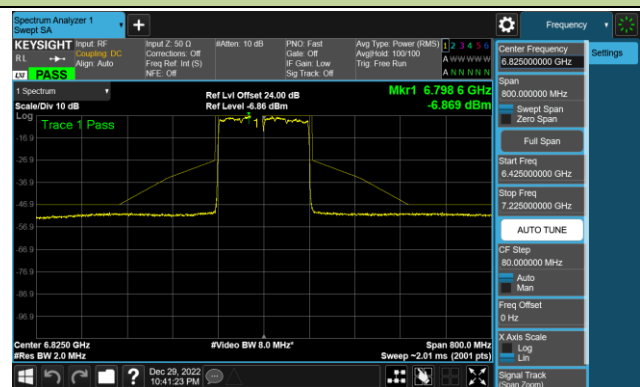 Spectrum Analyzer 1
Swept SA
Frequency
KEYSIGHT
Input: RF
Input Z: 50 Ω
#Atten: 10 dB
PNO: Fast
Avg Type: Power (RMS)
1 2 3 4 5 6
RL
Coupling: DC
Corrections: Off
Gate: Off
Avg|Hold: 100/100
A W W W W W
Align: Auto
Freq Ref: Int (S)
IF Gain: Low
Trig: Free Run
PASS
NFE: Off
Sig Track: Off
A N N N N N
1 Spectrum
Scale/Div 10 dB
Ref Lvl Offset 24.00 dB
Ref Level -6.86 dBm
Mkr1 6.798 6 GHz
-6.869 dBm
Log
Trace 1 Pass
1
-16.9
-26.9
-36.9
-46.9
-56.9
-66.9
-76.9
-86.9
-96.9
Center 6.8250 GHz
#Video BW 8.0 MHz*
Span 800.0 MHz
#Res BW 2.0 MHz
Sweep ~2.01 ms (2001 pts)
Dec 29, 2022
10:41:23 PM
Center Frequency
6.825000000 GHz
Settings
Span
800.000000 MHz
Swept Span
Zero Span
Full Span
Start Freq
6.425000000 GHz
Stop Freq
7.225000000 GHz
AUTO TUNE
CF Step
80.000000 MHz
Auto
Man
Freq Offset
0 Hz
X Axis Scale
Log
Lin
Signal Track
(Span Zoom)